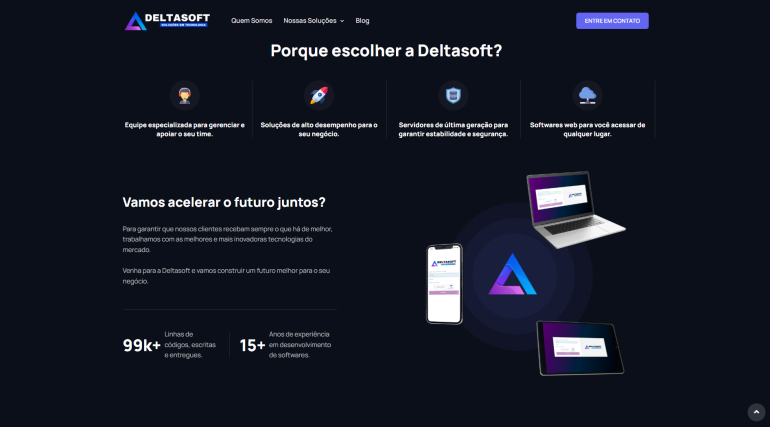 DELTASOFT
SOLUÇÕES EM TECNOLOGIA
Quem Somos
Nossas Soluções
Blog
ENTRE EM CONTATO
Porque escolher a Deltasoft?
Equipe especializada para gerenciar e
apoiar o seu time.
Soluções de alto desempenho para o
seu negócio.
Servidores de última geração para
garantir estabilidade e segurança.
Softwares web para você acessar de
qualquer lugar.
Vamos acelerar o futuro juntos?
Para garantir que nossos clientes recebam sempre o que há de melhor,
trabalhamos com as melhores e mais inovadoras tecnologias do
mercado.
Venha para a Deltasoft e vamos construir um futuro melhor para o seu
negócio.
99k+
Linhas de
códigos, escritas
e entregues.
15+
Anos de experiência
em desenvolvimento
de softwares.
DELTASOFT